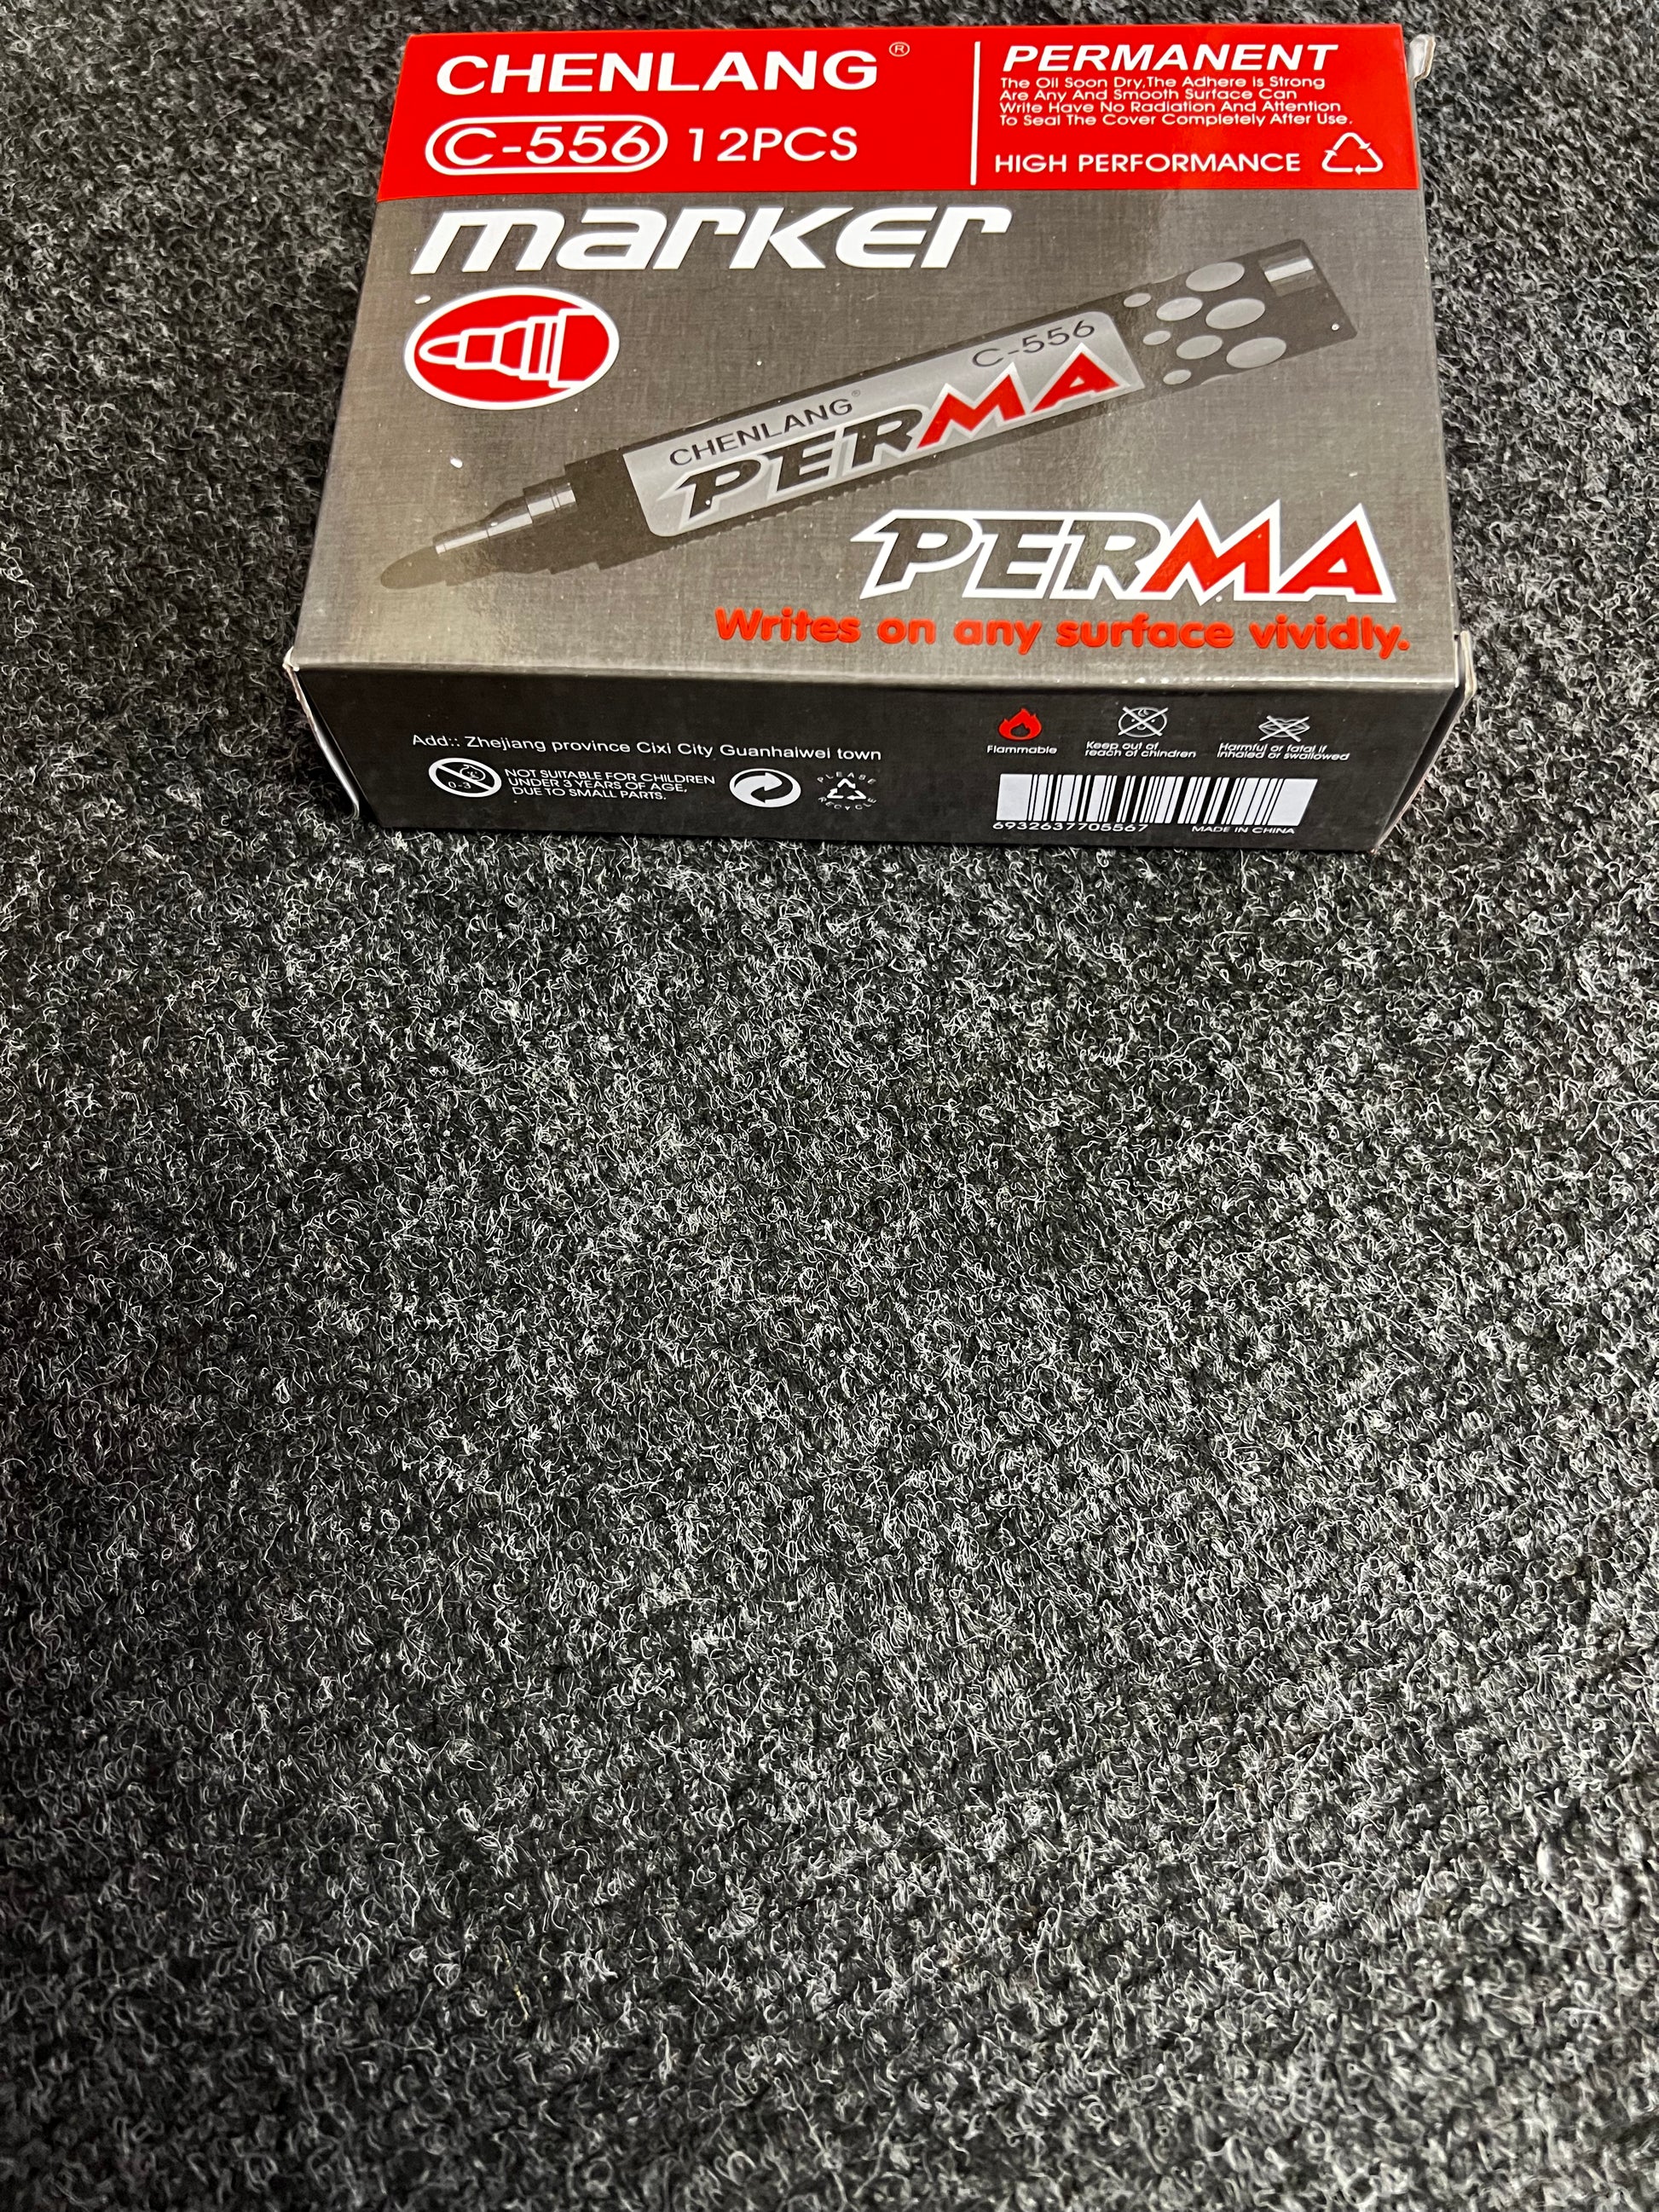 CHENLANG®
C-556 12PCS
PERMANENT
The Oil Soon Dry,The Adhere is Strong
Are Any And Smooth Surface Can
Write Have No Radiation And Attention
To Seal The Cover Completely After Use.
HIGH PERFORMANCE
marker
C-556
CHENLANG®
PERMA
PERMA
Writes on any surface vividly.
Add:: Zhejiang province Cixi City Guanhaiwei town
0-3
NOT SUITABLE FOR CHILDREN
UNDER 3 YEARS OF AGE,
DUE TO SMALL PARTS.
PLEASE
RECYCLE
Flammable
Keep out of
reach of chindren
Harmful or fatal if
inhaled or swallowed
6932637705567
MADE IN CHINA